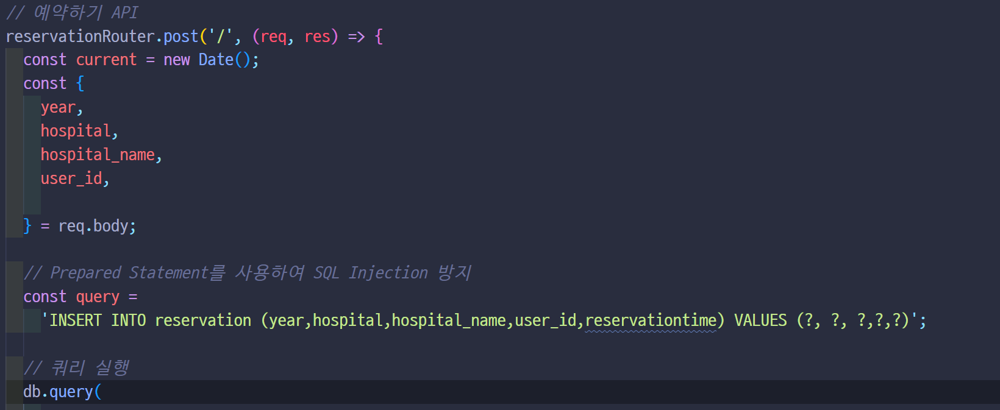 // 예약하기 API
reservationRouter.post('/', (req, res) => {
const current = new Date();
const {
year,
hospital,
hospital_name,
user_id,
} = req.body;
// Prepared Statement를 사용하여 SQL Injection 방지
const query =
'INSERT INTO reservation (year,hospital,hospital_name,user_id,reservationtime) VALUES (?, ?, ?,?,?)';
// 쿼리 실행
db.query(